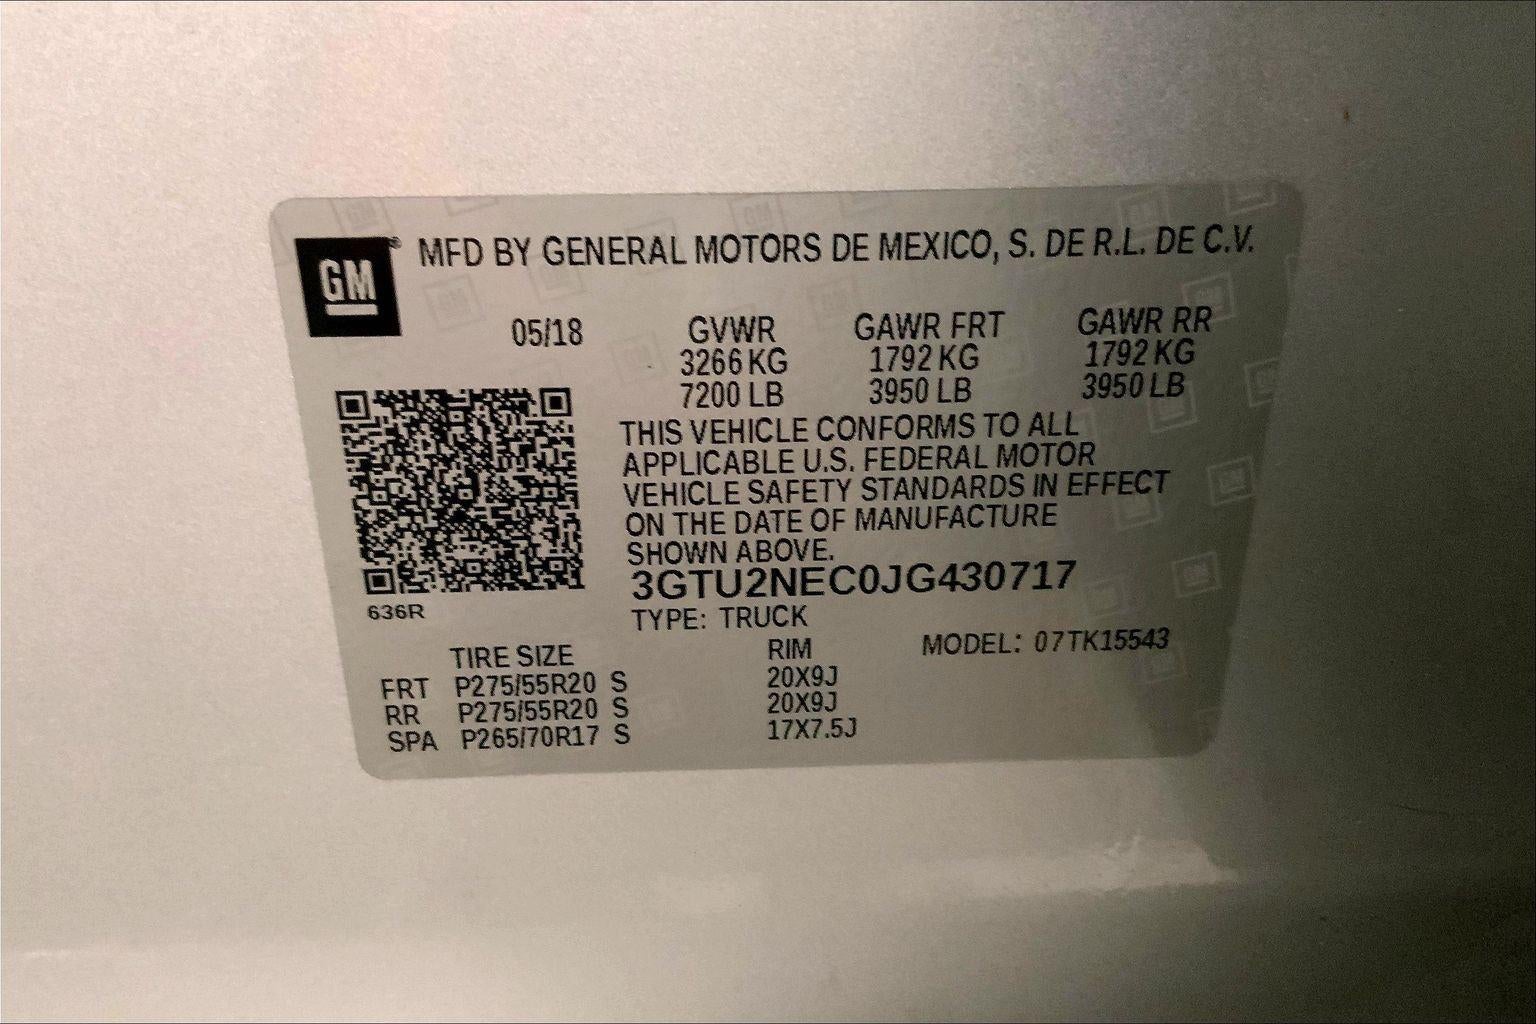 GM® MFD BY GENERAL MOTORS DE MEXICO, S. DE R.L. DE C.V.
05/18 GVWR GAWR FRT GAWR RR
3266 KG 1792 KG 1792 KG
7200 LB 3950 LB 3950 LB
THIS VEHICLE CONFORMS TO ALL
APPLICABLE U.S. FEDERAL MOTOR
VEHICLE SAFETY STANDARDS IN EFFECT
ON THE DATE OF MANUFACTURE
SHOWN ABOVE.
3GTU2NEC0JG430717
636R
TYPE: TRUCK
TIRE SIZE RIM MODEL: 07TK15543
FRT P275/55R20 S 20X9J
RR P275/55R20 S 20X9J
SPA P265/70R17 S 17X7.5J